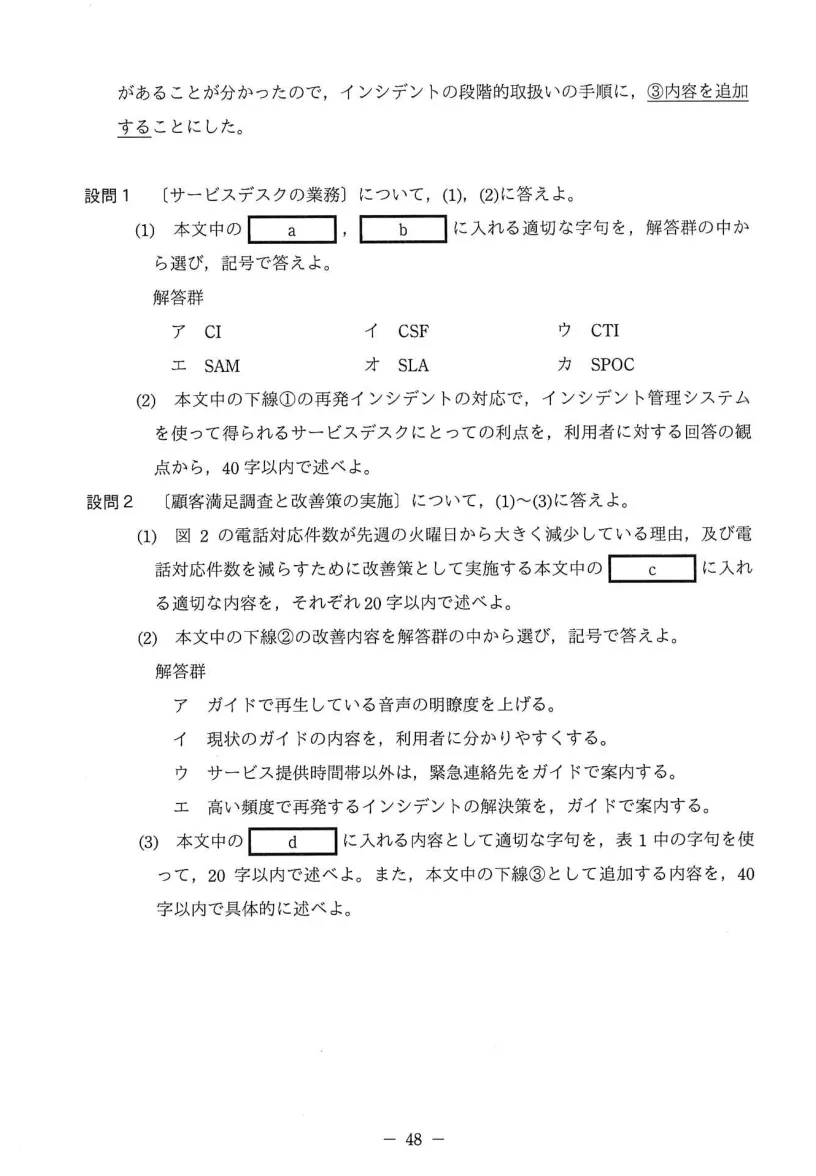 があることが分かったので，インシデントの段階的取扱いの手順に，③内容を追加
することにした。
設問1　〔サービスデスクの業務〕について，(1)，(2)に答えよ。
(1)　本文中の a ， b に入れる適切な字句を，解答群の中か
ら選び，記号で答えよ。
解答群
ア　CI　イ　CSF　ウ　CTI
エ　SAM　オ　SLA　カ　SPOC
(2)　本文中の下線①の再発インシデントの対応で，インシデント管理システム
を使って得られるサービスデスクにとっての利点を，利用者に対する回答の観
点から，40 字以内で述べよ。
設問2　〔顧客満足調査と改善策の実施〕について，(1)～(3)に答えよ。
(1)　図 2 の電話対応件数が先週の火曜日から大きく減少している理由，及び電
話対応件数を減らすために改善策として実施する本文中の c に入れ
る適切な内容を，それぞれ 20 字以内で述べよ。
(2)　本文中の下線②の改善内容を解答群の中から選び，記号で答えよ。
解答群
ア　ガイドで再生している音声の明瞭度を上げる。
イ　現状のガイドの内容を，利用者に分かりやすくする。
ウ　サービス提供時間帯以外は，緊急連絡先をガイドで案内する。
エ　高い頻度で再発するインシデントの解決策を，ガイドで案内する。
(3)　本文中の d に入れる内容として適切な字句を，表 1 中の字句を使
って，20 字以内で述べよ。また，本文中の下線③として追加する内容を，40
字以内で具体的に述べよ。
－ 48 －